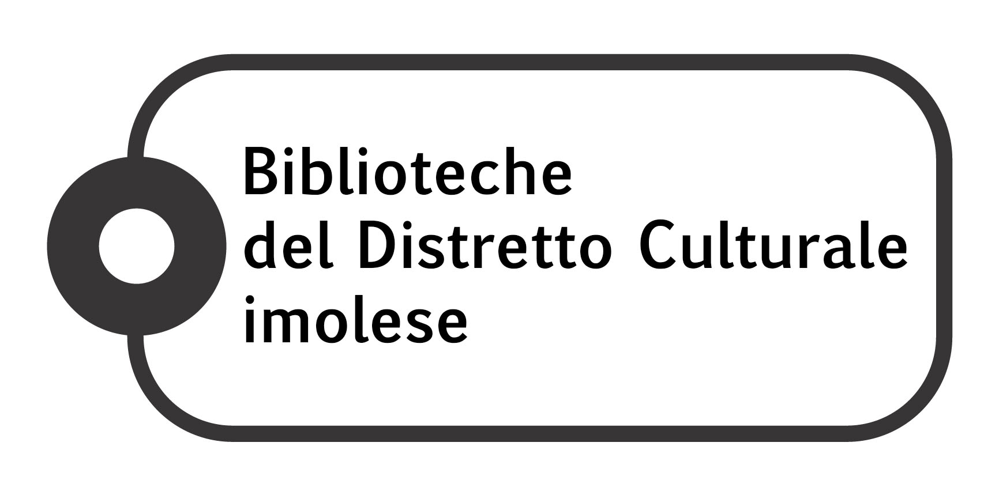 Biblioteche
del Distretto Culturale
imolese